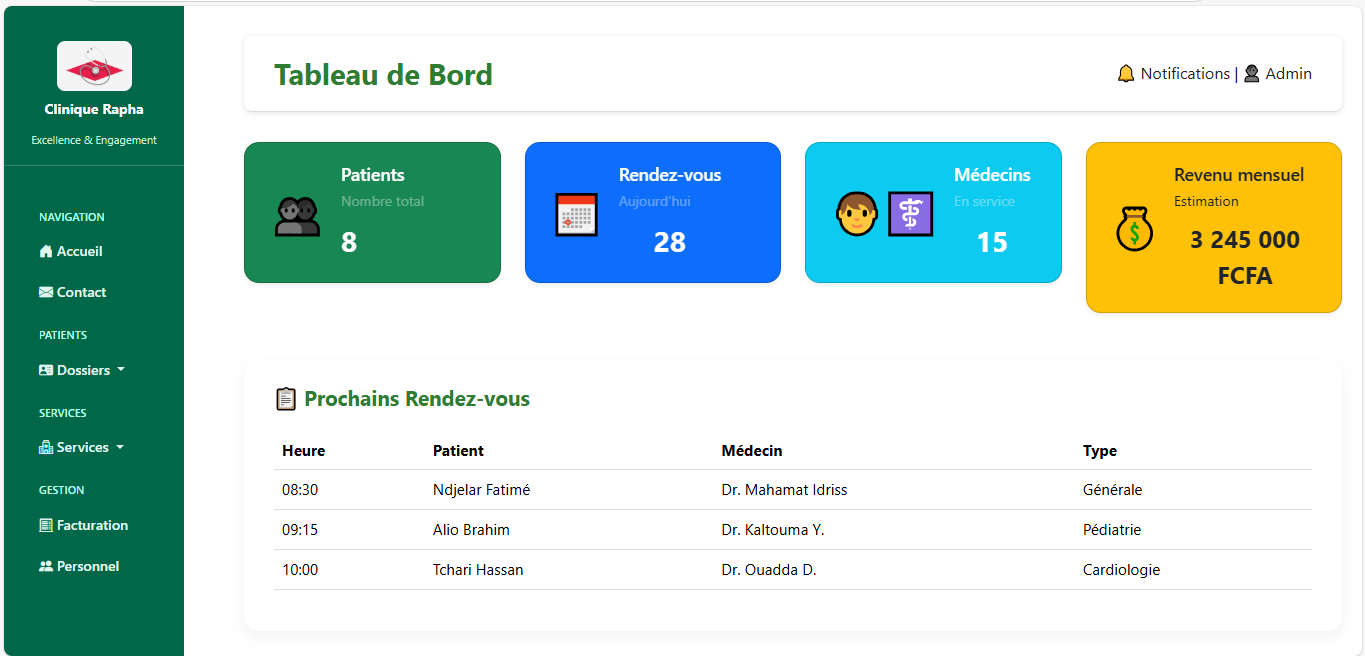 Clinique Rapha
Excellence & Engagement
NAVIGATION
Accueil
Contact
PATIENTS
Dossiers
SERVICES
Services
GESTION
Facturation
Personnel
Tableau de Bord
Notifications | Admin
Patients
Nombre total
8
Rendez-vous
Aujourd'hui
28
Médecins
En service
15
Revenu mensuel
Estimation
3 245 000
FCFA
Prochains Rendez-vous
Heure Patient Médecin Type
08:30 Ndjelar Fatimé Dr. Mahamat Idriss Générale
09:15 Alio Brahim Dr. Kaltouma Y. Pédiatrie
10:00 Tchari Hassan Dr. Ouadda D. Cardiologie